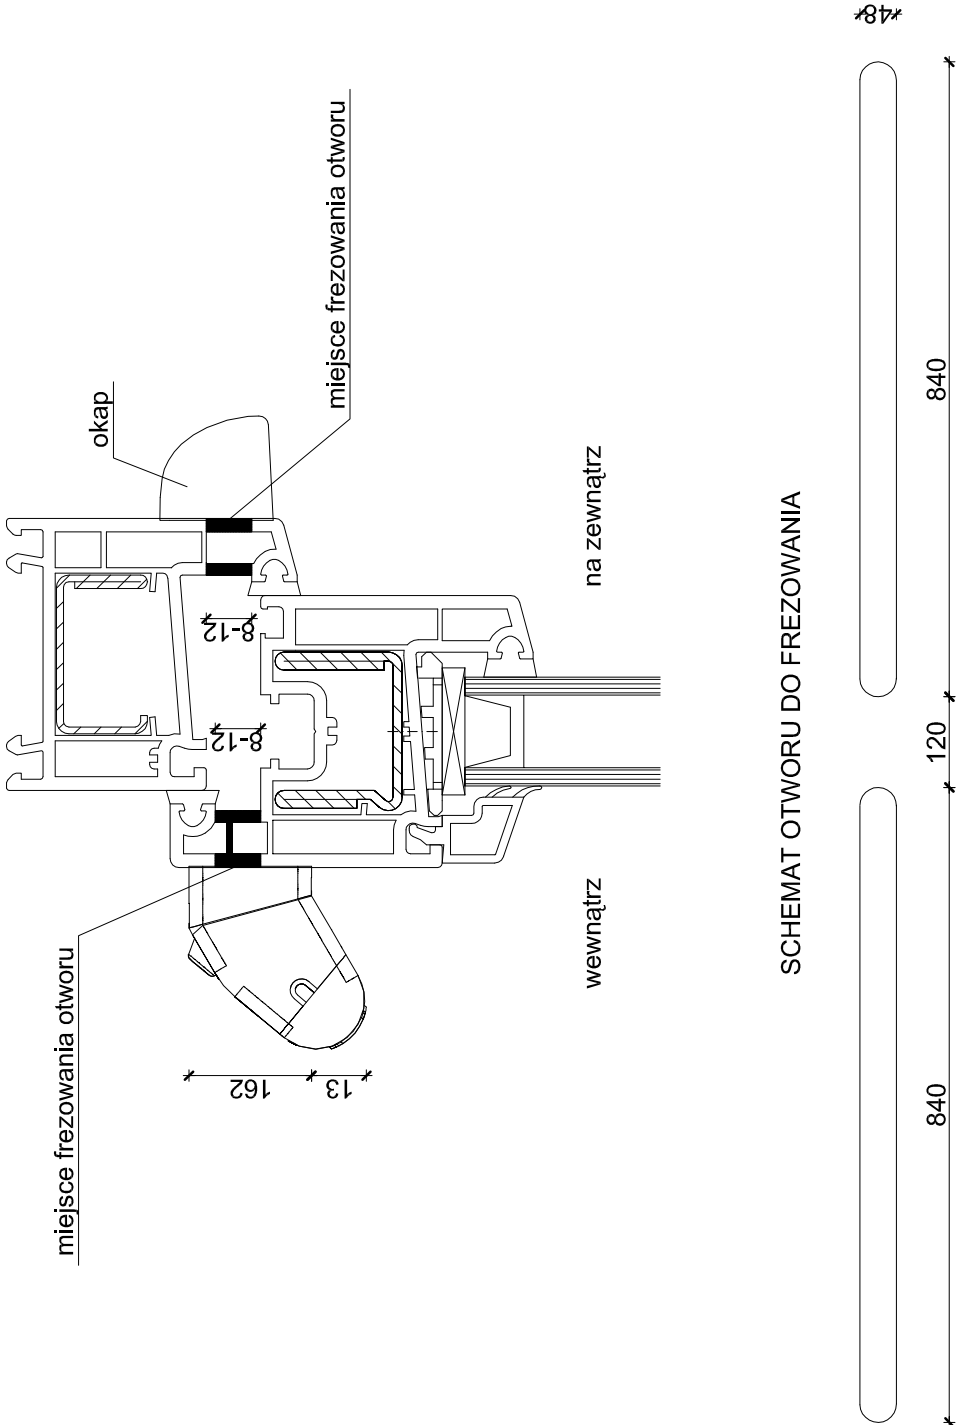 miejsce frezowania otworu
okap
miejsce frezowania otworu
8-12
8-12
162
13
wewnątrz
na zewnątrz
SCHEMAT OTWORU DO FREZOWANIA
48
840
120
840